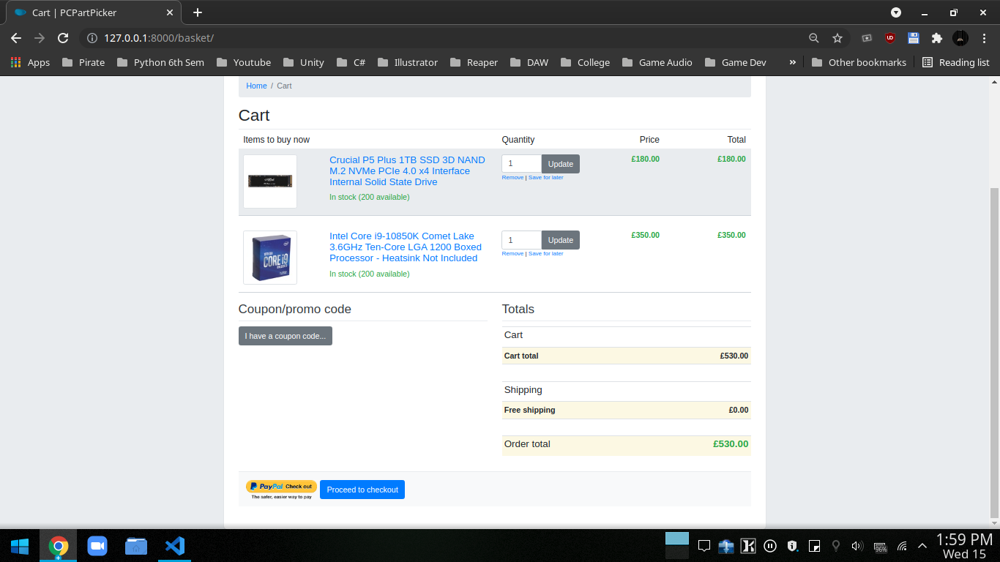 Cart | PCPartPicker
127.0.0.1:8000/basket/
Apps Pirate Python 6th Sem Youtube Unity C# Illustrator Reaper DAW College Game Audio Game Dev » Other bookmarks Reading list
Home / Cart
Cart
Items to buy now Quantity Price Total
Crucial P5 Plus 1TB SSD 3D NAND
M.2 NVMe PCIe 4.0 x4 Interface
Internal Solid State Drive
In stock (200 available)
1 Update
Remove | Save for later
£180.00 £180.00
CORE i9
Intel Core i9-10850K Comet Lake
3.6GHz Ten-Core LGA 1200 Boxed
Processor - Heatsink Not Included
In stock (200 available)
1 Update
Remove | Save for later
£350.00 £350.00
Coupon/promo code
I have a coupon code...
Totals
Cart
Cart total £530.00
Shipping
Free shipping £0.00
Order total £530.00
PayPal Check out
The safer, easier way to pay
Proceed to checkout
96%
1:59 PM
Wed 15